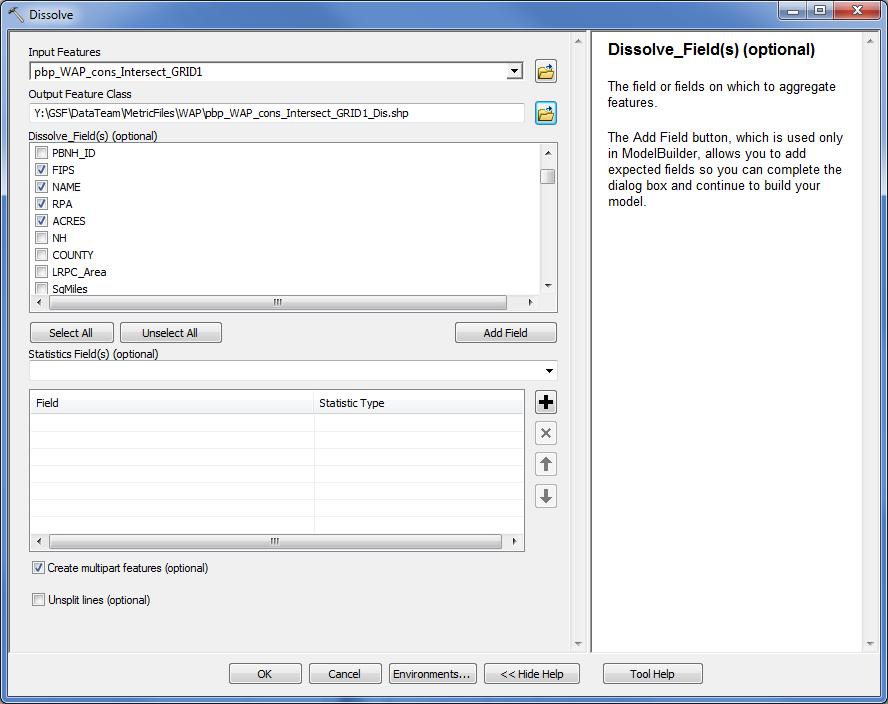 Dissolve
Input Features
pbp_WAP_cons_Intersect_GRID1
Output Feature Class
Y:\GSF\DataTeam\MetricFiles\WAP\pbp_WAP_cons_Intersect_GRID1_Dis.shp
Dissolve_Field(s) (optional)
PBNH_ID
FIPS
NAME
RPA
ACRES
NH
COUNTY
LRPC_Area
SqMiles
Select All
Unselect All
Add Field
Statistics Field(s) (optional)
Field
Statistic Type
Create multipart features (optional)
Unsplit lines (optional)
OK
Cancel
Environments...
<< Hide Help
Tool Help
Dissolve_Field(s) (optional)
The field or fields on which to aggregate
features.
The Add Field button, which is used only
in ModelBuilder, allows you to add
expected fields so you can complete the
dialog box and continue to build your
model.